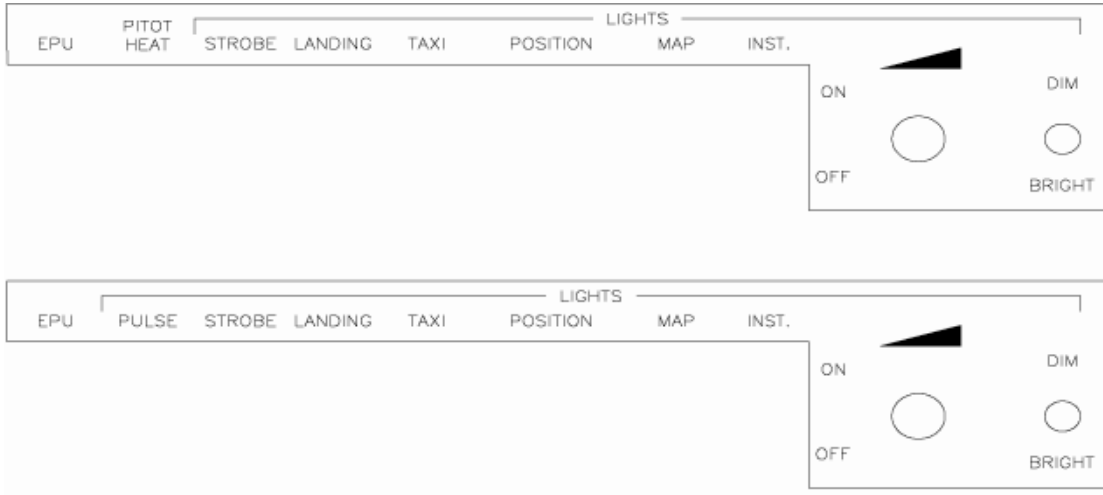 LIGHTS
PITOT
EPU HEAT STROBE LANDING TAXI POSITION MAP INST.
ON DIM
OFF BRIGHT
LIGHTS
EPU PULSE STROBE LANDING TAXI POSITION MAP INST.
ON DIM
OFF BRIGHT